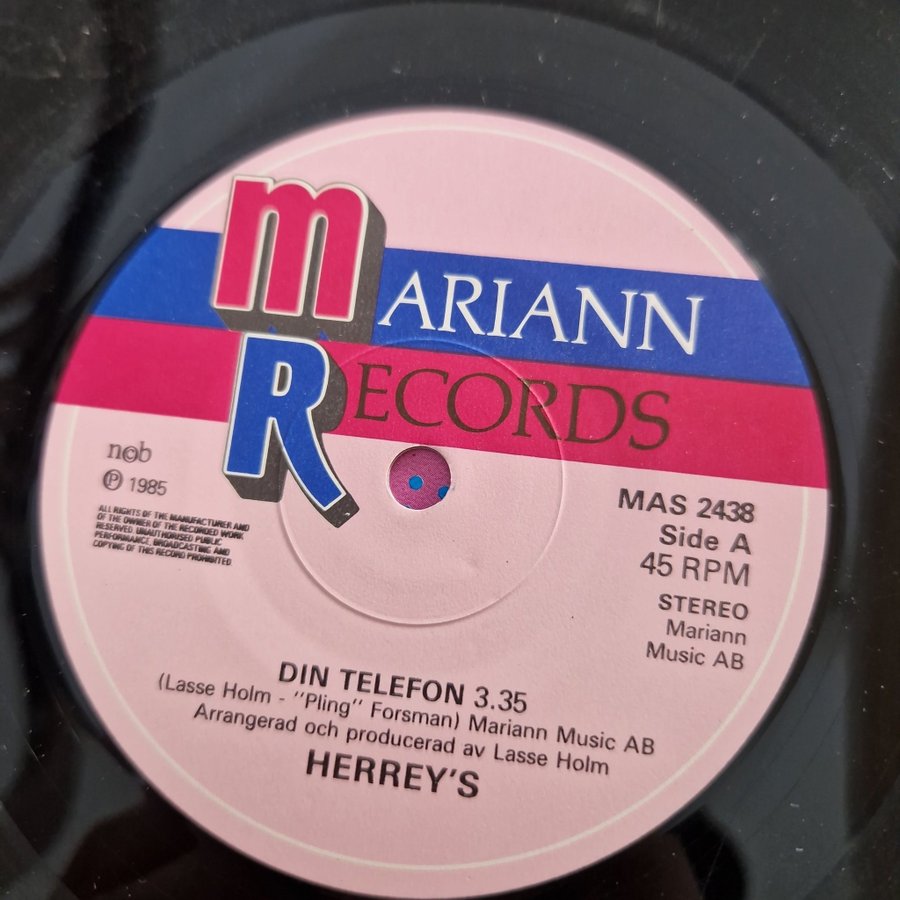 MARIANN
RECORDS
n©b
Ⓟ 1985
ALL RIGHTS OF THE MANUFACTURER AND
OF THE OWNER OF THE RECORDED WORK
RESERVED. UNAUTHORISED PUBLIC
PERFORMANCE, BROADCASTING AND
COPYING OF THIS RECORD PROHIBITED
MAS 2438
Side A
45 RPM
STEREO
Mariann
Music AB
DIN TELEFON 3.35
(Lasse Holm - "Pling" Forsman) Mariann Music AB
Arrangerad och producerad av Lasse Holm
HERREY'S